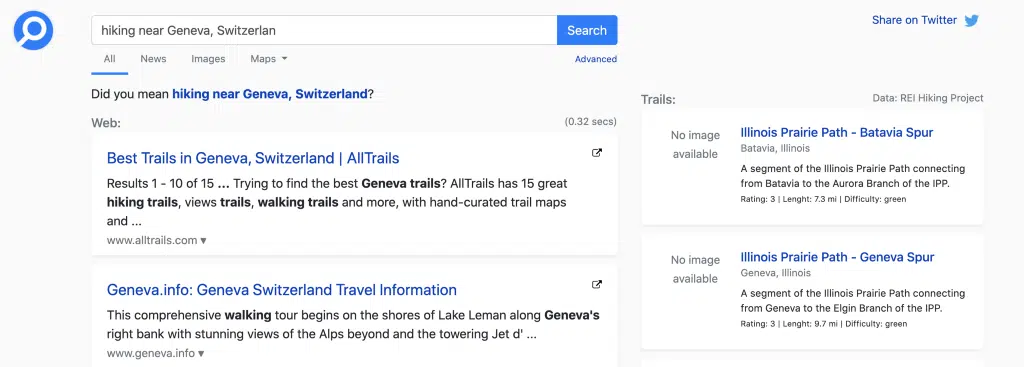 hiking near Geneva, Switzerlan
Search
Share on Twitter
All News Images Maps
Advanced
Did you mean hiking near Geneva, Switzerland?
Web:
(0.32 secs)
Best Trails in Geneva, Switzerland | AllTrails
Results 1 - 10 of 15 ... Trying to find the best Geneva trails? AllTrails has 15 great
hiking trails, views trails, walking trails and more, with hand-curated trail maps
and ...
www.alltrails.com ▾
Geneva.info: Geneva Switzerland Travel Information
This comprehensive walking tour begins on the shores of Lake Leman along Geneva's
right bank with stunning views of the Alps beyond and the towering Jet d' ...
www.geneva.info ▾
Trails:
Data: REI Hiking Project
No image
available
Illinois Prairie Path - Batavia Spur
Batavia, Illinois
A segment of the Illinois Prairie Path connecting
from Batavia to the Aurora Branch of the IPP.
Rating: 3 | Lenght: 7.3 mi | Difficulty: green
No image
available
Illinois Prairie Path - Geneva Spur
Geneva, Illinois
A segment of the Illinois Prairie Path connecting
from Geneva to the Elgin Branch of the IPP.
Rating: 3 | Lenght: 9.7 mi | Difficulty: green